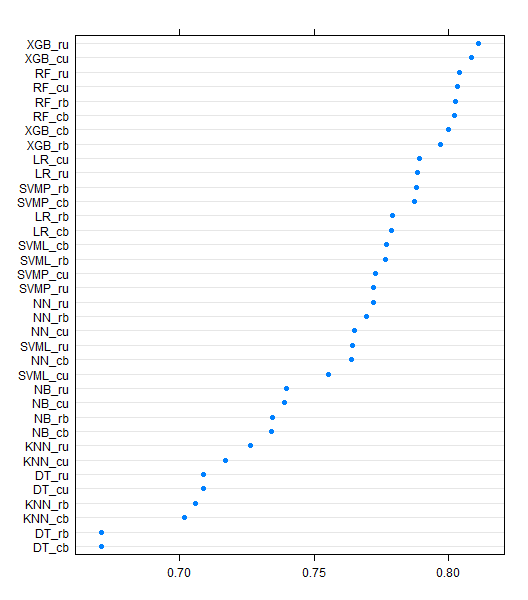 XGB_ru
XGB_cu
RF_ru
RF_cu
RF_rb
RF_cb
XGB_cb
XGB_rb
LR_cu
LR_ru
SVMP_rb
SVMP_cb
LR_rb
LR_cb
SVML_cb
SVML_rb
SVMP_cu
SVMP_ru
NN_ru
NN_rb
NN_cu
SVML_ru
NN_cb
SVML_cu
NB_ru
NB_cu
NB_rb
NB_cb
KNN_ru
KNN_cu
DT_ru
DT_cu
KNN_rb
KNN_cb
DT_rb
DT_cb
0.70 0.75 0.80